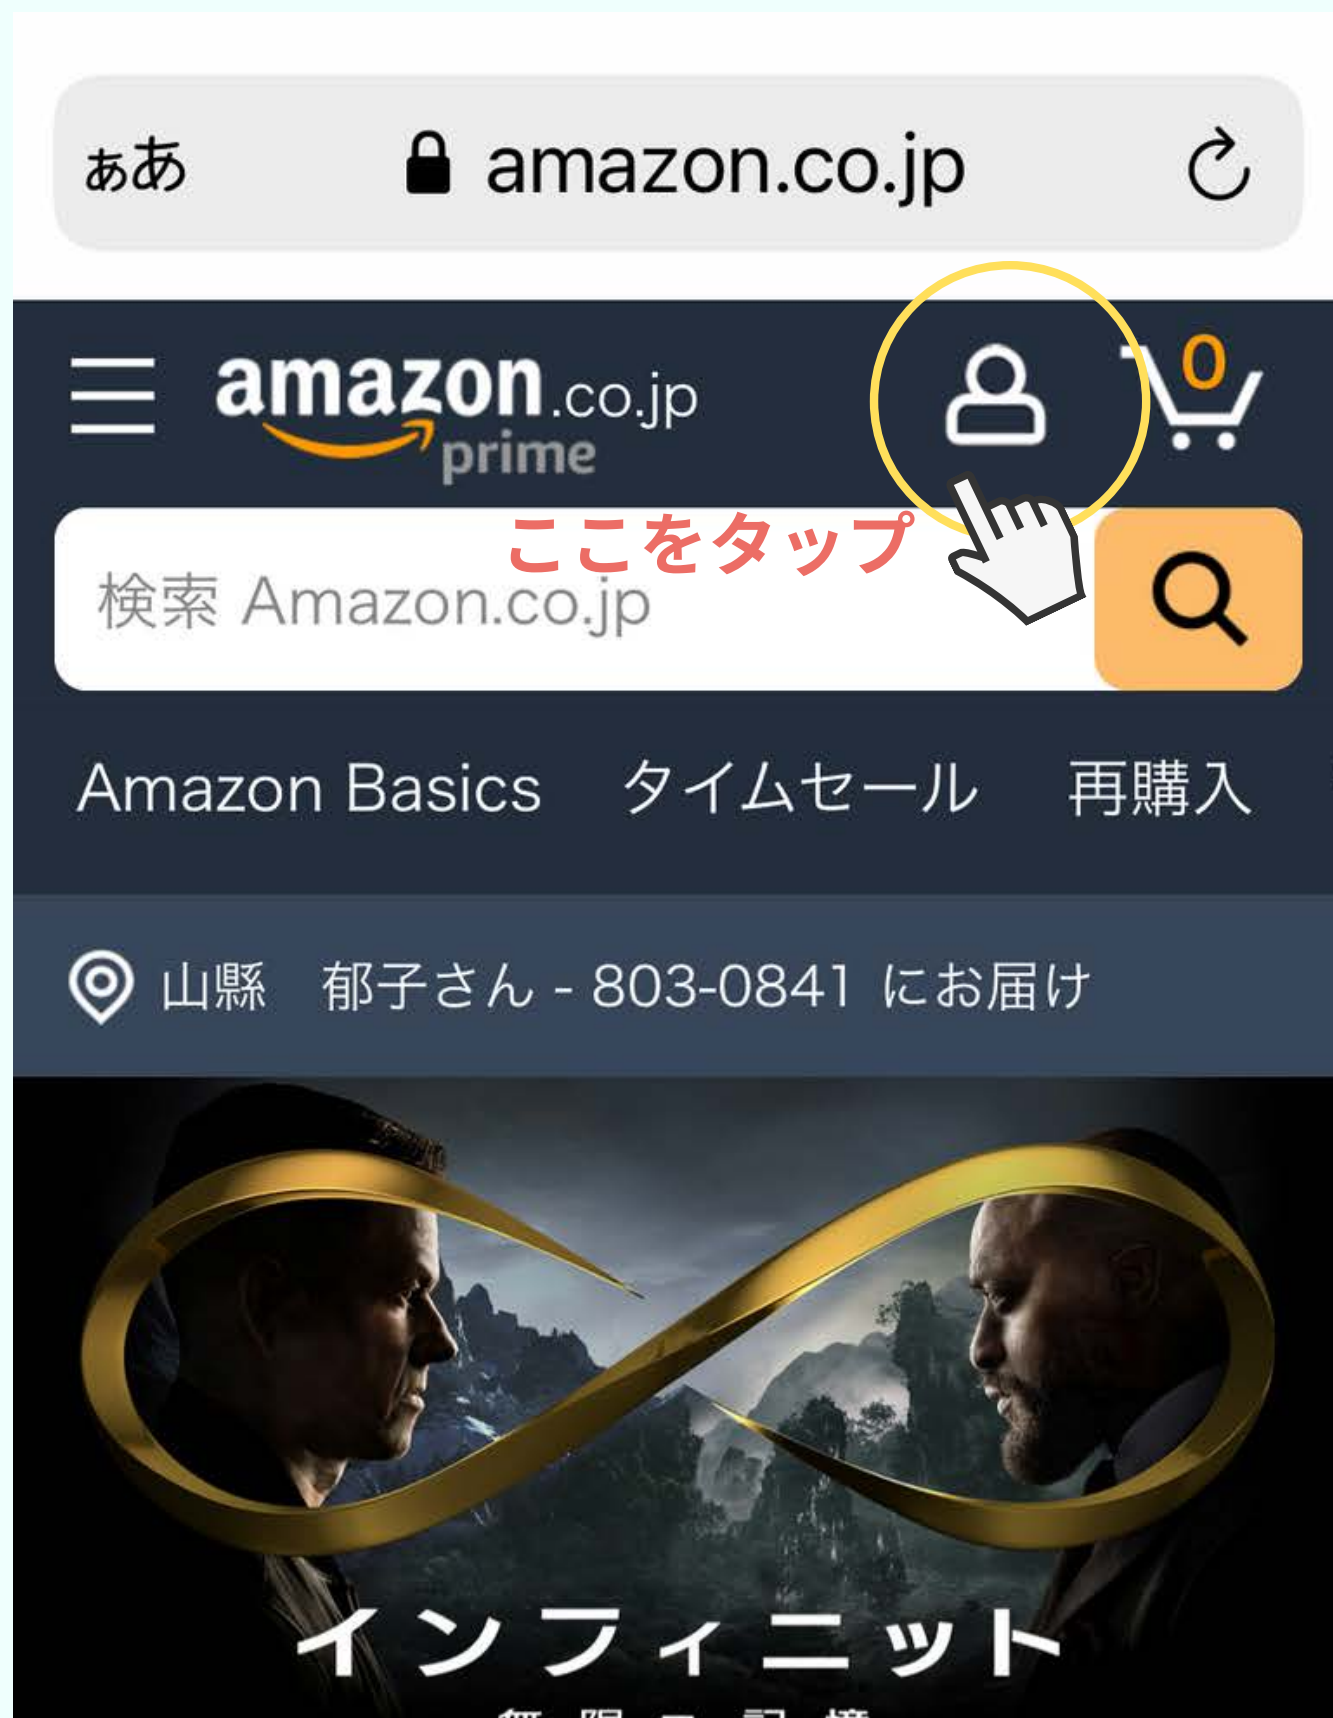 ぁあ amazon.co.jp
amazon.co.jp
prime
0
ここをタップ
検索 Amazon.co.jp
Amazon Basics タイムセール 再購入
山縣 郁子さん - 803-0841 にお届け
インフィニット